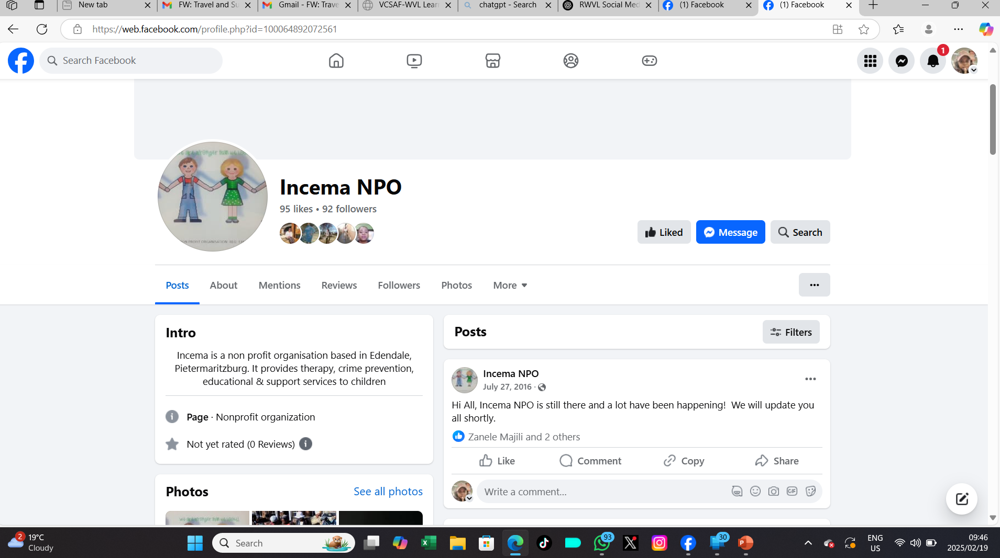 New tab
FW: Travel and Su
Gmail - FW: Trave
VCSAF-WVL Lear
chatgpt - Search
RWVL Social Med
(1) Facebook
(1) Facebook
https://web.facebook.com/profile.php?id=100064892072561
Search Facebook
1
Incema NPO
95 likes • 92 followers
Liked
Message
Search
Posts
About
Mentions
Reviews
Followers
Photos
More
Intro
Incema is a non profit organisation based in Edendale,
Pietermaritzburg. It provides therapy, crime prevention,
educational & support services to children
Page · Nonprofit organization
Not yet rated (0 Reviews)
Photos
See all photos
Posts
Filters
Incema NPO
July 27, 2016 ·
Hi All, Incema NPO is still there and a lot have been happening! We will update you
all shortly.
Zanele Majili and 2 others
Like
Comment
Copy
Share
Write a comment...
GIF
2
19°C
Cloudy
Search
93
30
ENG
US
09:46
2025/02/19